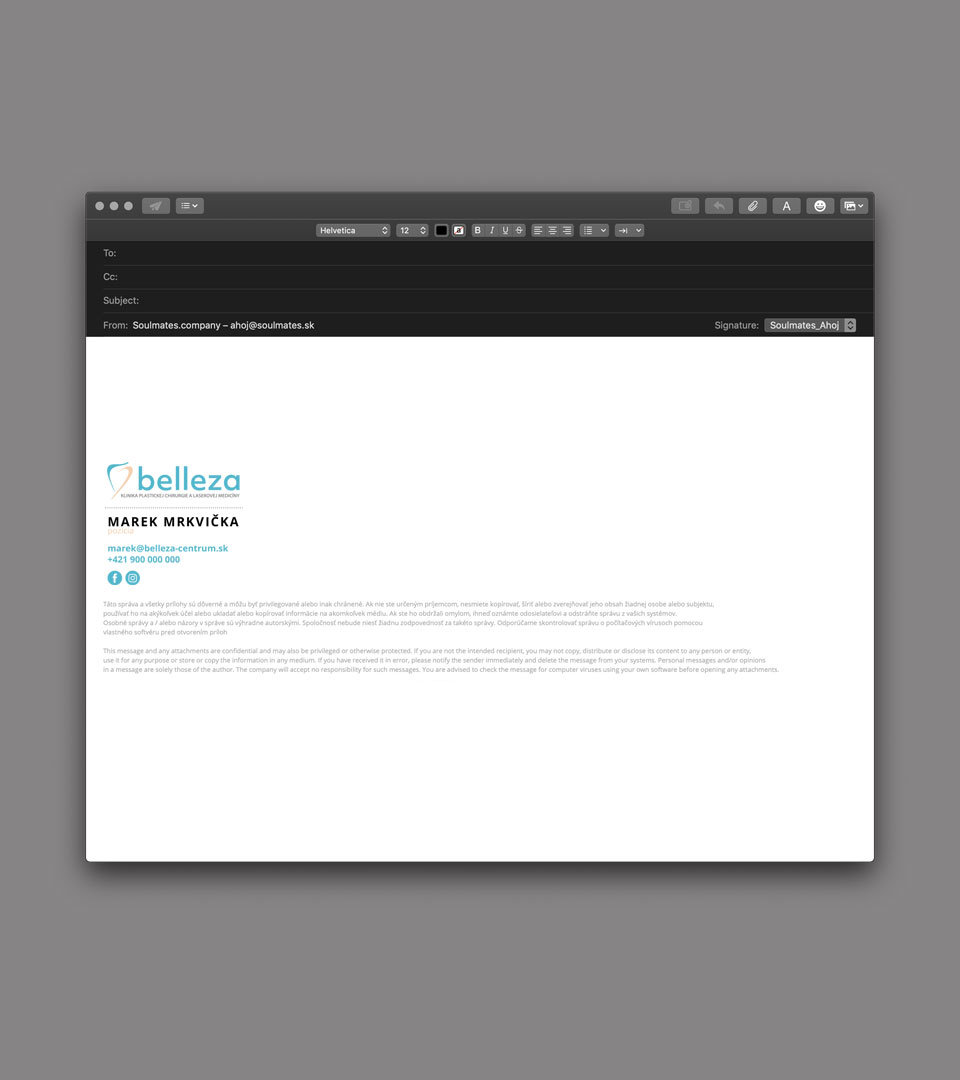 Helvetica 12 a B I U S
To:
Cc:
Subject:
From: Soulmates.company – ahoj@soulmates.sk Signature: Soulmates_Ahoj
belleza
KLINIKA PLASTICKEJ CHIRURGIE A LASEROVEJ MEDICÍNY
MAREK MRKVIČKA
pozícia
marek@belleza-centrum.sk
+421 900 000 000
Táto správa a všetky prílohy sú dôverné a môžu byť privilegované alebo inak chránené. Ak nie ste určeným príjemcom, nesmiete kopírovať, šíriť alebo zverejňovať jeho obsah žiadnej osobe alebo subjektu,
používať ho na akýkoľvek účel alebo ukladať alebo kopírovať informácie na akomkoľvek médiu. Ak ste ho obdržali omylom, ihneď oznámte odosielateľovi a odstráňte správu z vašich systémov.
Osobné správy a / alebo názory v správe sú výhradne autorskými. Spoločnosť nebude niesť žiadnu zodpovednosť za takéto správy. Odporúčame skontrolovať správu o počítačových vírusoch pomocou
vlastného softvéru pred otvorením príloh
This message and any attachments are confidential and may also be privileged or otherwise protected. If you are not the intended recipient, you may not copy, distribute or disclose its content to any person or entity,
use it for any purpose or store or copy the information in any medium. If you have received it in error, please notify the sender immediately and delete the message from your systems. Personal messages and/or opinions
in a message are solely those of the author. The company will accept no responsibility for such messages. You are advised to check the message for computer viruses using your own software before opening any attachments.